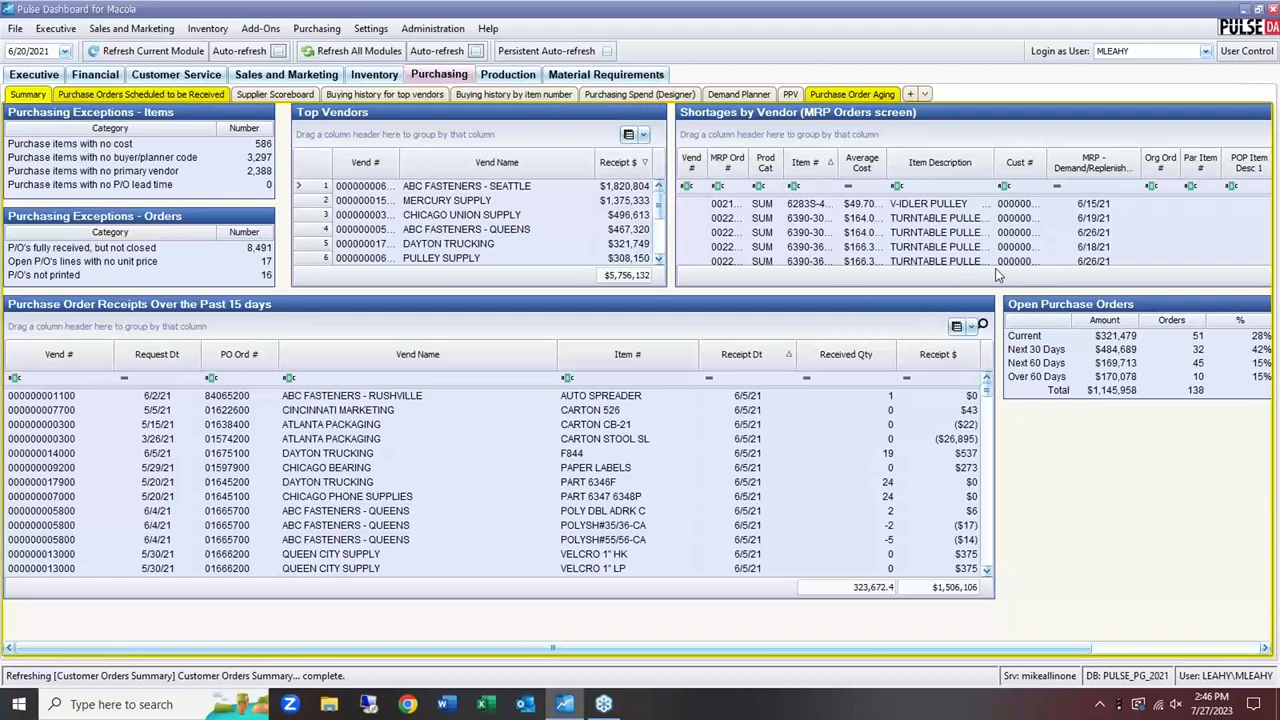 Pulse Dashboard for Macola
File Executive Sales and Marketing Inventory Add-Ons Purchasing Settings Administration Help
PULSE DA
6/20/2021 Refresh Current Module Auto-refresh Refresh All Modules Auto-refresh Persistent Auto-refresh Login as User: MLEAHY User Control
Executive Financial Customer Service Sales and Marketing Inventory Purchasing Production Material Requirements
Summary Purchase Orders Scheduled to be Received Supplier Scoreboard Buying history for top vendors Buying history by item number Purchasing Spend (Designer) Demand Planner PPV Purchase Order Aging
Purchasing Exceptions - Items
Category Number
Purchase items with no cost 586
Purchase items with no buyer/planner code 3,297
Purchase items with no primary vendor 2,388
Purchase items with no P/O lead time 0
Purchasing Exceptions - Orders
Category Number
P/O's fully received, but not closed 8,491
Open P/O's lines with no unit price 17
P/O's not printed 16
Top Vendors
Drag a column header here to group by that column
Vend # Vend Name Receipt $
1 000000006... ABC FASTENERS - SEATTLE $1,820,804
2 000000015... MERCURY SUPPLY $1,375,333
3 000000003... CHICAGO UNION SUPPLY $496,613
4 000000006... ABC FASTENERS - QUEENS $467,320
5 000000017... DAYTON TRUCKING $321,749
6 000000006... PULLEY SUPPLY $308,150
$5,756,132
Shortages by Vendor (MRP Orders screen)
Drag a column header here to group by that column
Vend # MRP Ord # Prod Cat Item # Average Cost Item Description Cust # MRP - Demand/Replenish... Org Ord # Par Item # POP Item Desc 1
0021... SUM 6283S-4... $49.70... V-IDLER PULLEY ... 000000... 6/15/21
0022... SUM 6390-30... $164.0... TURNTABLE PULLE... 000000... 6/19/21
0022... SUM 6390-30... $164.0... TURNTABLE PULLE... 000000... 6/26/21
0022... SUM 6390-36... $166.3... TURNTABLE PULLE... 000000... 6/18/21
0022... SUM 6390-36... $166.3... TURNTABLE PULLE... 000000... 6/26/21
Purchase Order Receipts Over the Past 15 days
Drag a column header here to group by that column
Vend # Request Dt PO Ord # Vend Name Item # Receipt Dt Received Qty Receipt $
000000001100 6/2/21 84065200 ABC FASTENERS - RUSHVILLE AUTO SPREADER 6/5/21 1 $0
000000007700 5/5/21 01622600 CINCINNATI MARKETING CARTON 526 6/5/21 0 $43
000000000300 5/15/21 01638400 ATLANTA PACKAGING CARTON CB-21 6/5/21 0 ($22)
000000000300 3/26/21 01574200 ATLANTA PACKAGING CARTON STOOL SL 6/5/21 0 ($26,895)
000000014000 6/5/21 01675100 DAYTON TRUCKING F844 6/5/21 19 $537
000000009200 5/29/21 01597900 CHICAGO BEARING PAPER LABELS 6/5/21 0 $273
000000017900 5/20/21 01645200 DAYTON TRUCKING PART 6346F 6/5/21 24 $0
000000007000 5/20/21 01645100 CHICAGO PHONE SUPPLIES PART 6347 6348P 6/5/21 24 $0
000000005800 6/4/21 01665700 ABC FASTENERS - QUEENS POLY DBL ADRK C 6/5/21 2 $6
000000005800 6/4/21 01665700 ABC FASTENERS - QUEENS POLYSH#35/36-CA 6/5/21 -2 ($17)
000000005800 6/4/21 01665700 ABC FASTENERS - QUEENS POLYSH#55/56-CA 6/5/21 -5 ($14)
000000013000 5/30/21 01666200 QUEEN CITY SUPPLY VELCRO 1" HK 6/5/21 0 $375
000000013000 5/30/21 01666200 QUEEN CITY SUPPLY VELCRO 1" LP 6/5/21 0 $375
323,672.4 $1,506,106
Open Purchase Orders
Amount Orders %
Current $321,479 51 28%
Next 30 Days $484,689 32 42%
Next 60 Days $169,713 45 15%
Over 60 Days $170,078 10 15%
Total $1,145,958 138
Refreshing [Customer Orders Summary] Customer Orders Summary... complete. Srv: mikeallinone DB: PULSE_PG_2021 User: LEAHY\MLEAHY
Type here to search
2:46 PM
7/27/2023